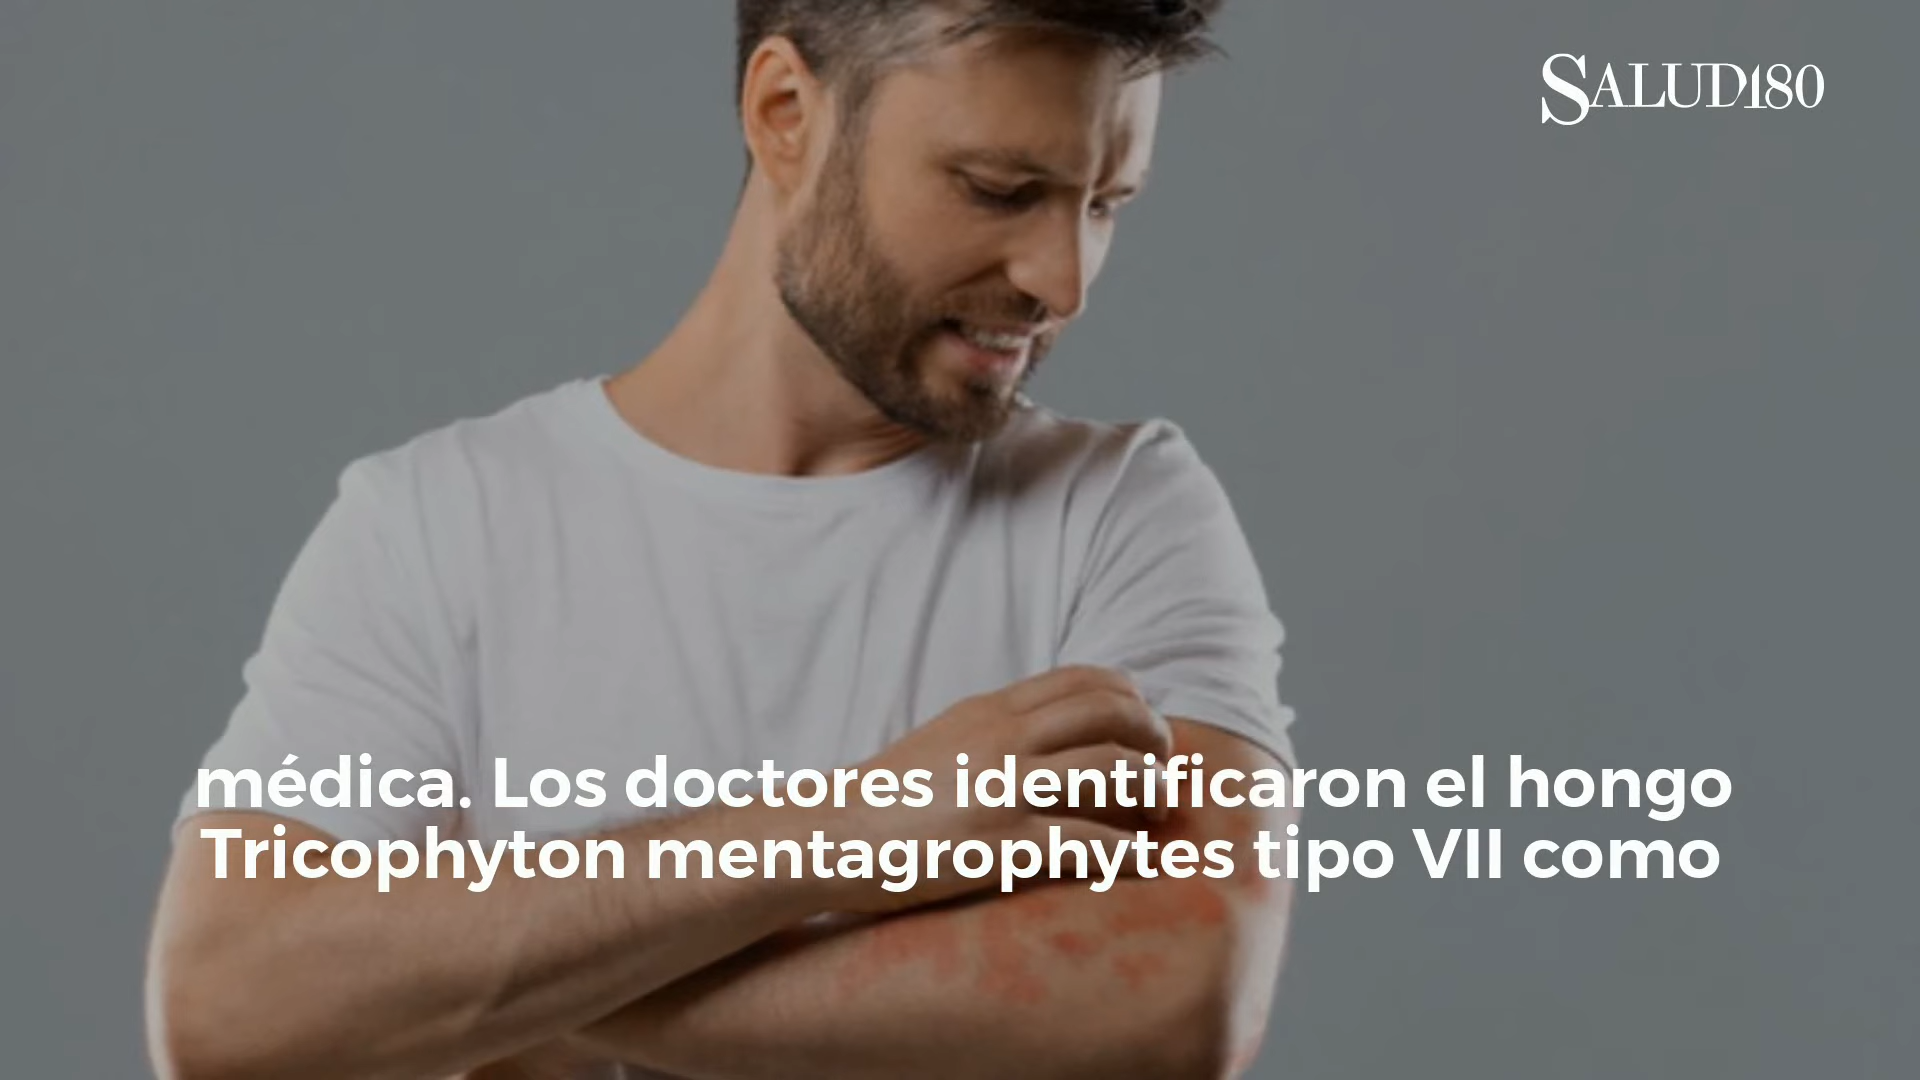 SALUD180
médica. Los doctores identificaron el hongo
Tricophyton mentagrophytes tipo VII como